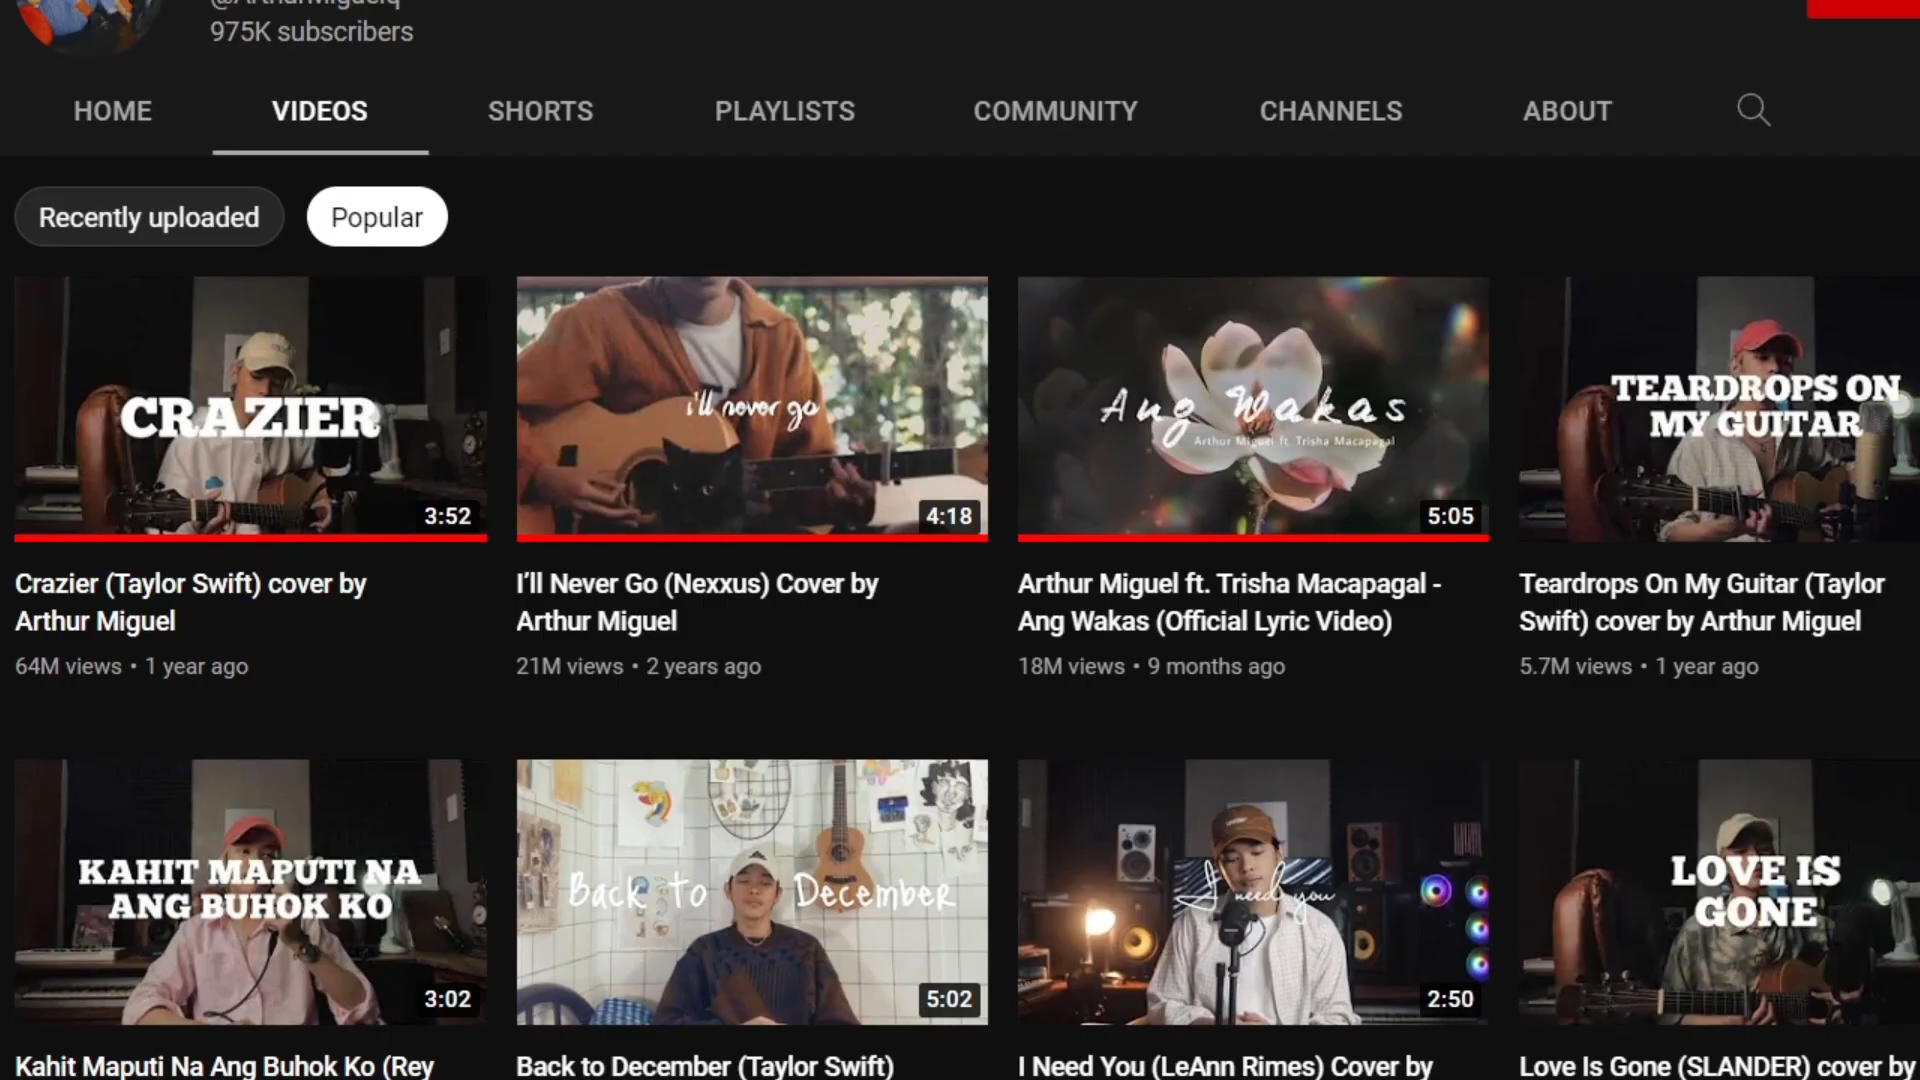 975K subscribers
HOME
VIDEOS
SHORTS
PLAYLISTS
COMMUNITY
CHANNELS
ABOUT
Recently uploaded
Popular
CRAZIER
3:52
i'll never go
4:18
Ang Wakas
Arthur Miguel ft. Trisha Macapagal
5:05
TEARDROPS ON
MY GUITAR
Crazier (Taylor Swift) cover by
Arthur Miguel
64M views • 1 year ago
I’ll Never Go (Nexxus) Cover by
Arthur Miguel
21M views • 2 years ago
Arthur Miguel ft. Trisha Macapagal -
Ang Wakas (Official Lyric Video)
18M views • 9 months ago
Teardrops On My Guitar (Taylor
Swift) cover by Arthur Miguel
5.7M views • 1 year ago
KAHIT MAPUTI NA
ANG BUHOK KO
3:02
Back to December
5:02
I need you
2:50
LOVE IS
GONE
Kahit Maputi Na Ang Buhok Ko (Rey
Back to December (Taylor Swift)
I Need You (LeAnn Rimes) Cover by
Love Is Gone (SLANDER) cover by